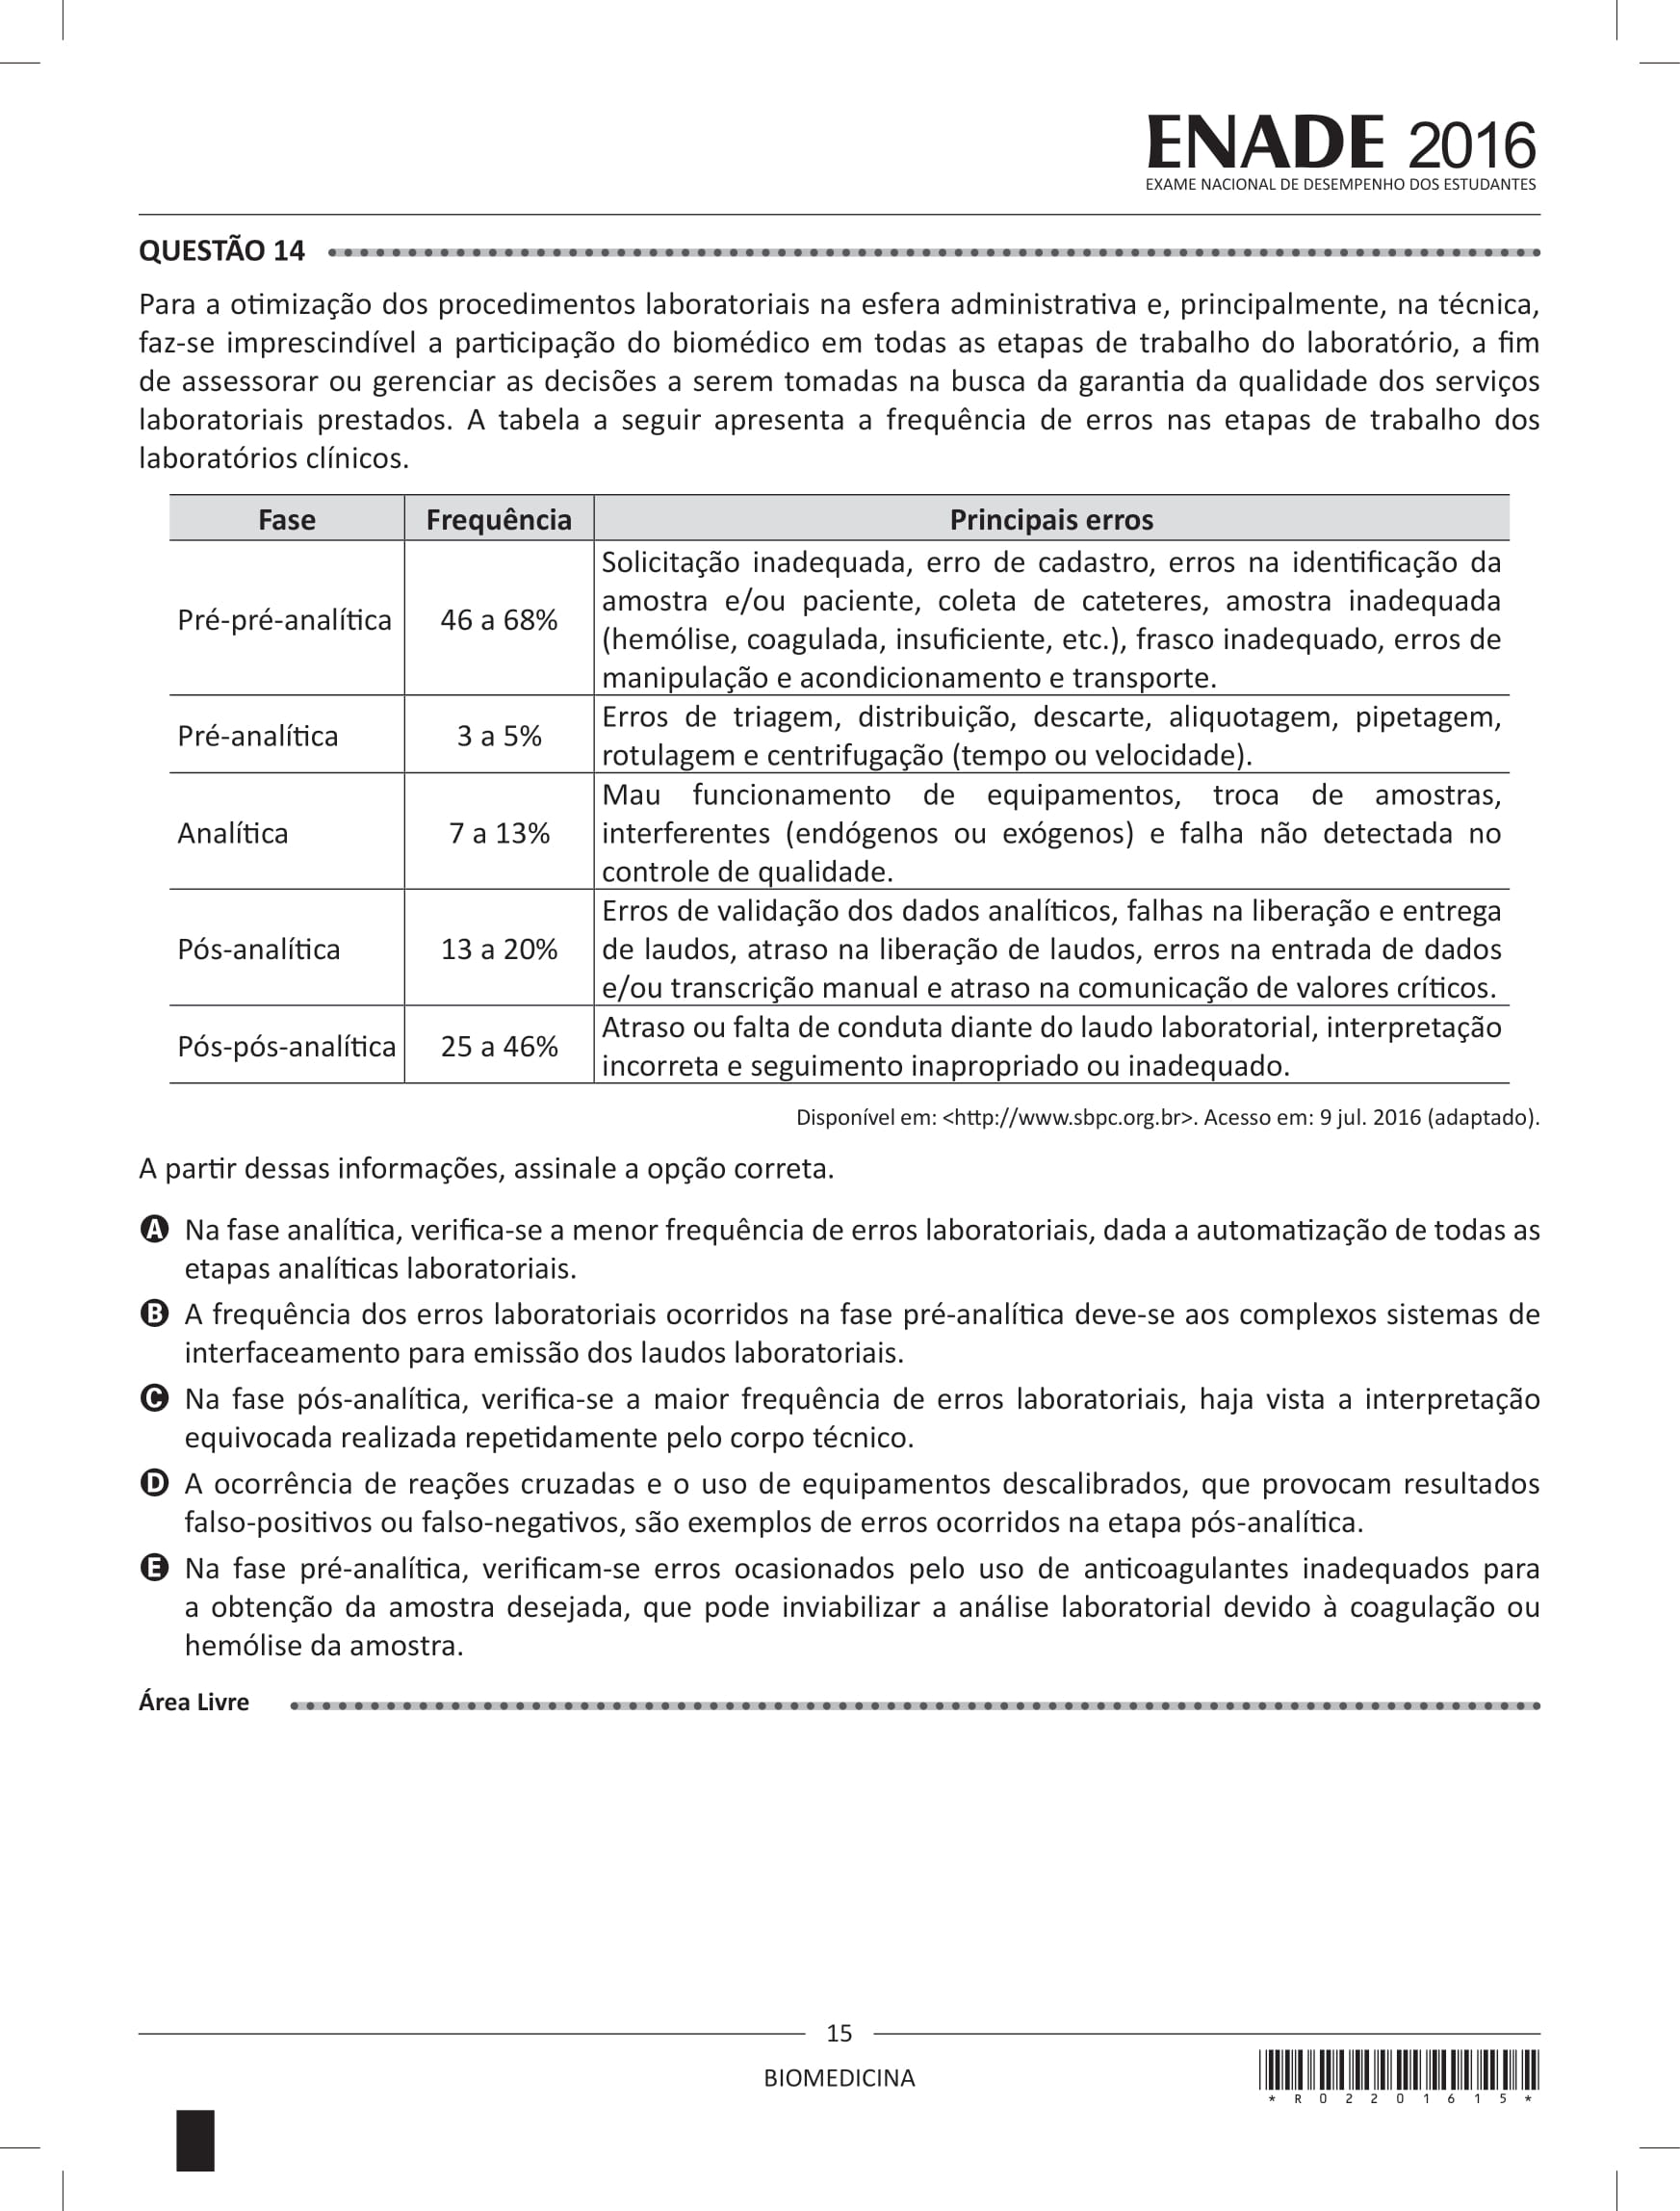 ENADE 2016
EXAME NACIONAL DE DESEMPENHO DOS ESTUDANTES
QUESTÃO 14
Para a otimização dos procedimentos laboratoriais na esfera administrativa e, principalmente, na técnica,
faz-se imprescindível a participação do biomédico em todas as etapas de trabalho do laboratório, a fim
de assessorar ou gerenciar as decisões a serem tomadas na busca da garantia da qualidade dos serviços
laboratoriais prestados. A tabela a seguir apresenta a frequência de erros nas etapas de trabalho dos
laboratórios clínicos.
Fase Frequência Principais erros
Pré-pré-analítica 46 a 68% Solicitação inadequada, erro de cadastro, erros na identificação da
amostra e/ou paciente, coleta de cateteres, amostra inadequada
(hemólise, coagulada, insuficiente, etc.), frasco inadequado, erros de
manipulação e acondicionamento e transporte.
Pré-analítica 3 a 5% Erros de triagem, distribuição, descarte, aliquotagem, pipetagem,
rotulagem e centrifugação (tempo ou velocidade).
Analítica 7 a 13% Mau funcionamento de equipamentos, troca de amostras,
interferentes (endógenos ou exógenos) e falha não detectada no
controle de qualidade.
Pós-analítica 13 a 20% Erros de validação dos dados analíticos, falhas na liberação e entrega
de laudos, atraso na liberação de laudos, erros na entrada de dados
e/ou transcrição manual e atraso na comunicação de valores críticos.
Pós-pós-analítica 25 a 46% Atraso ou falta de conduta diante do laudo laboratorial, interpretação
incorreta e seguimento inapropriado ou inadequado.
Disponível em: <http://www.sbpc.org.br>. Acesso em: 9 jul. 2016 (adaptado).
A partir dessas informações, assinale a opção correta.
A Na fase analítica, verifica-se a menor frequência de erros laboratoriais, dada a automatização de todas as
etapas analíticas laboratoriais.
B A frequência dos erros laboratoriais ocorridos na fase pré-analítica deve-se aos complexos sistemas de
interfaceamento para emissão dos laudos laboratoriais.
C Na fase pós-analítica, verifica-se a maior frequência de erros laboratoriais, haja vista a interpretação
equivocada realizada repetidamente pelo corpo técnico.
D A ocorrência de reações cruzadas e o uso de equipamentos descalibrados, que provocam resultados
falso-positivos ou falso-negativos, são exemplos de erros ocorridos na etapa pós-analítica.
E Na fase pré-analítica, verificam-se erros ocasionados pelo uso de anticoagulantes inadequados para
a obtenção da amostra desejada, que pode inviabilizar a análise laboratorial devido à coagulação ou
hemólise da amostra.
Área Livre
15
BIOMEDICINA
* R 0 2 2 0 1 6 1 5 *